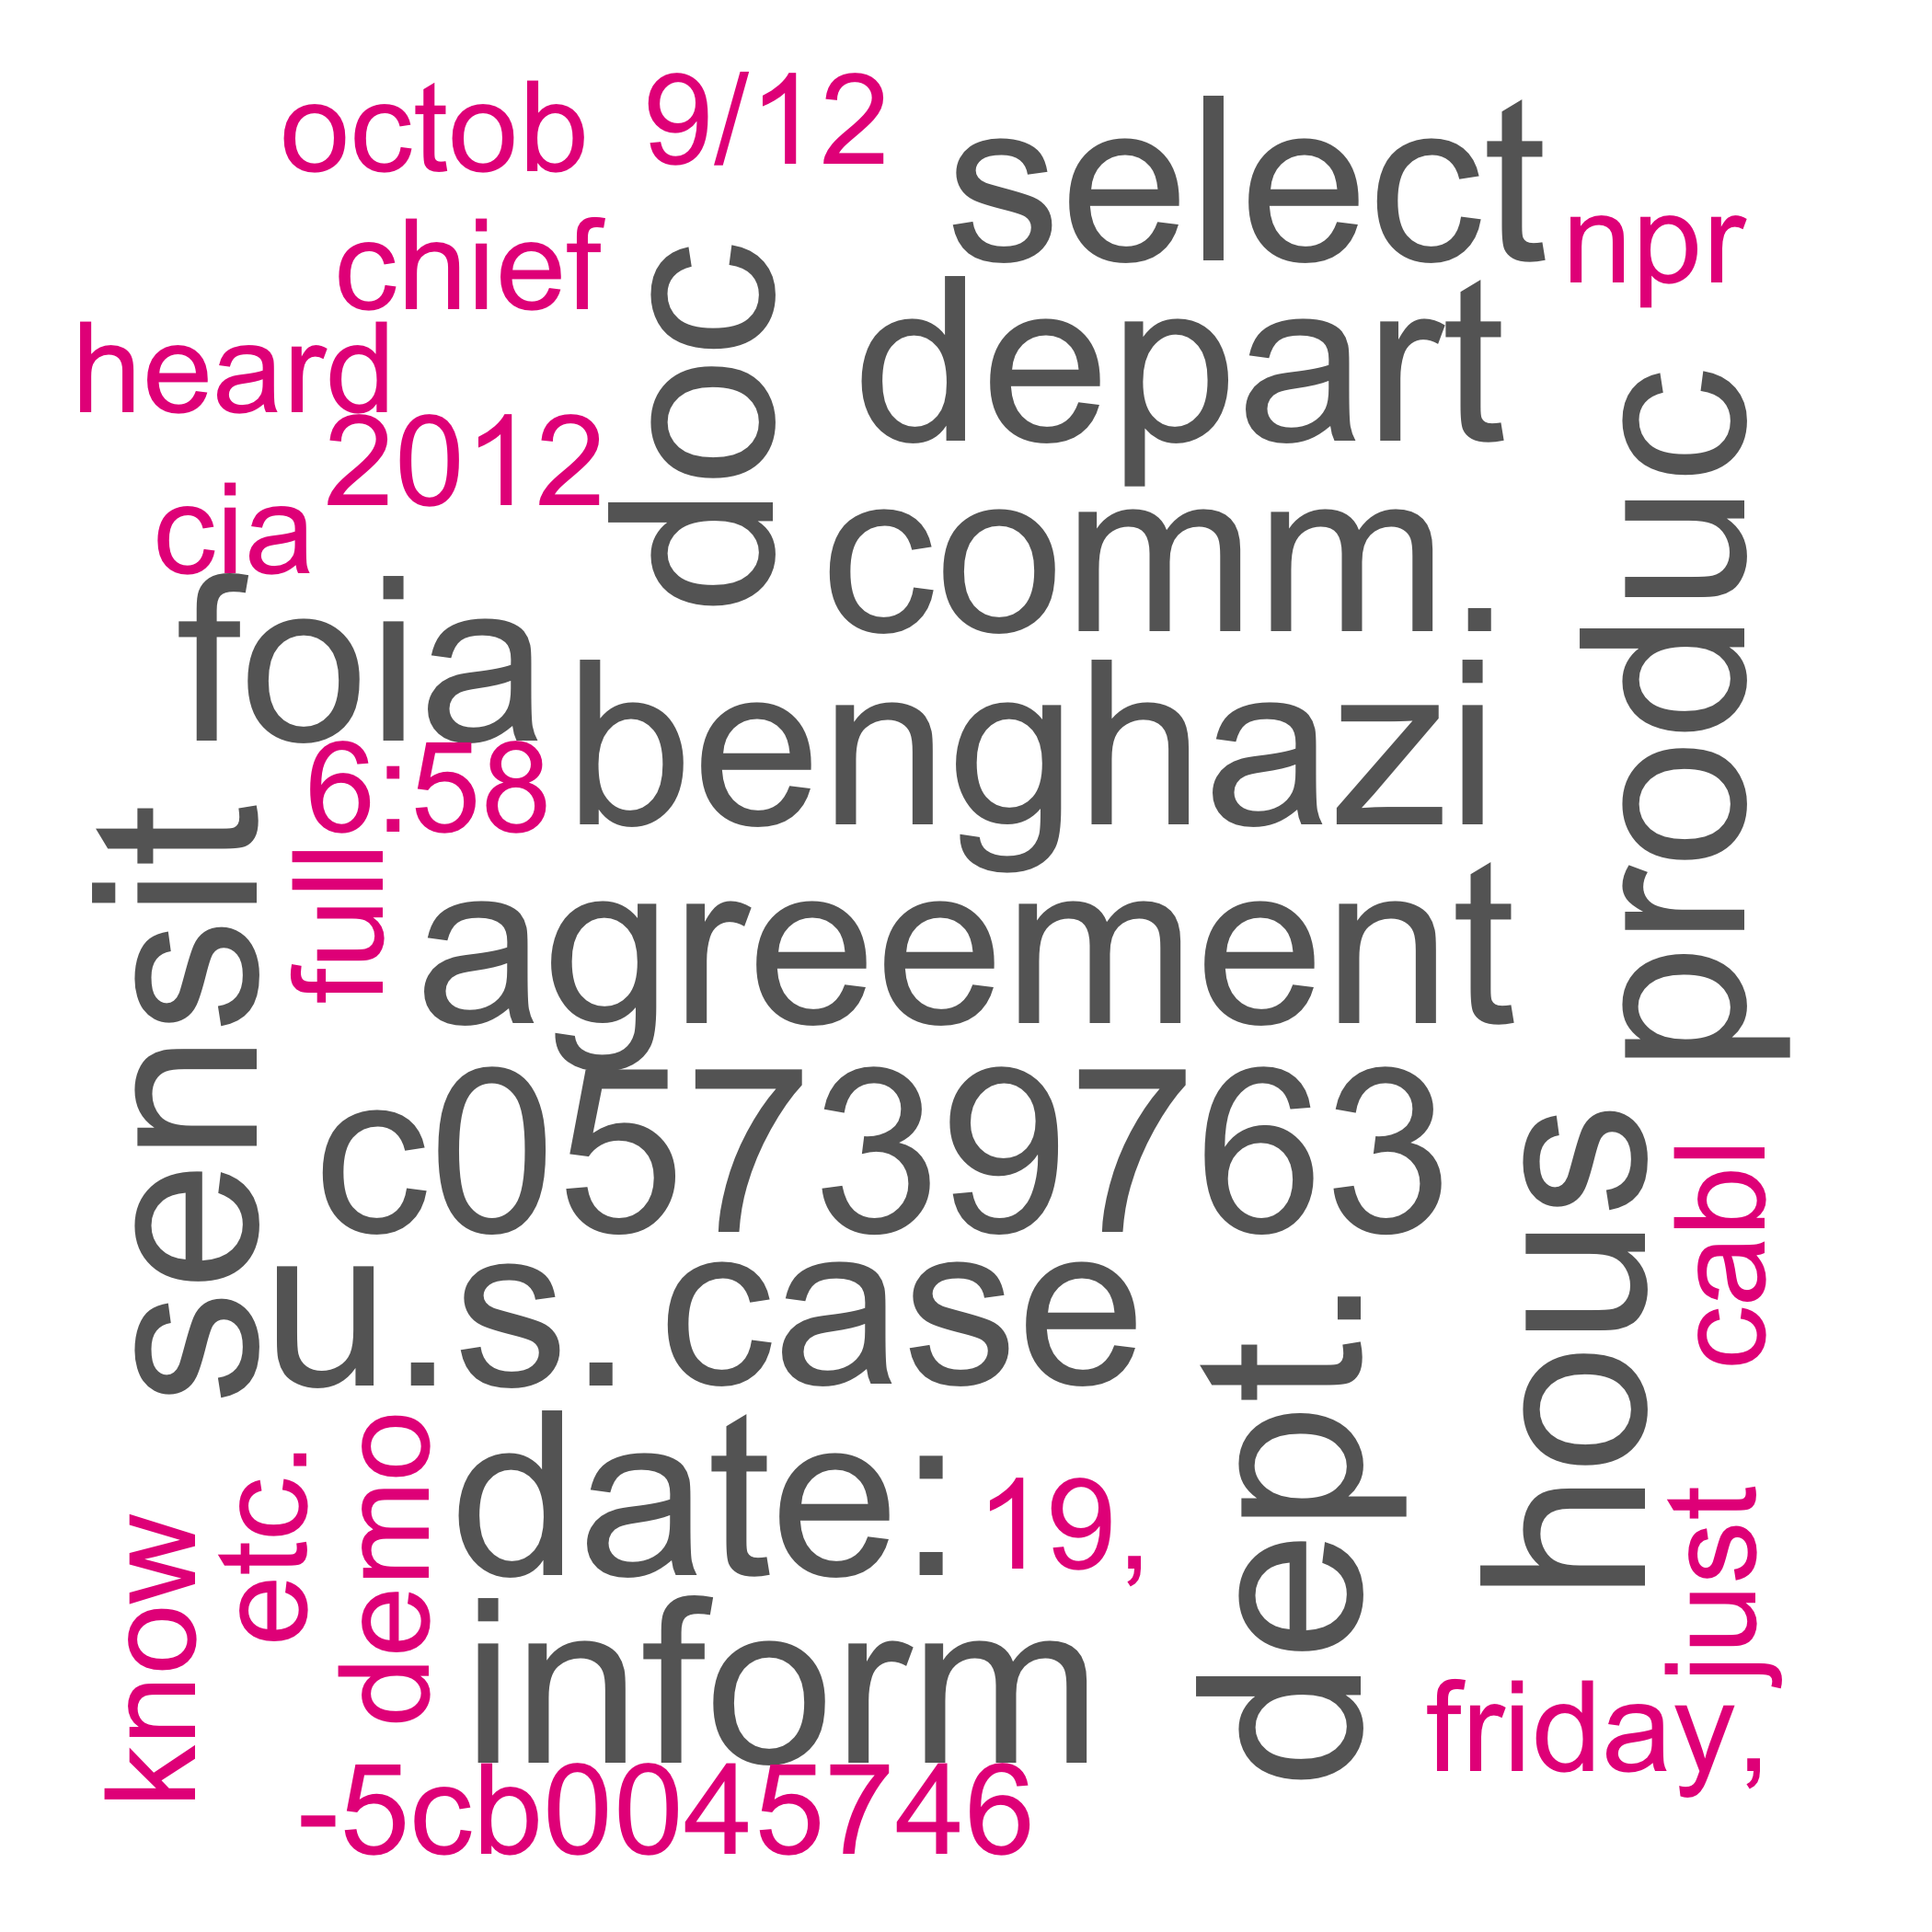 octob 9/12
select
npr
chief
doc
depart
heard
2012
produc
cia
comm.
foia
benghazi
6:58
sensit
full
agreement
c05739763
hous
cabl
u.s. case
dept.
date:
demo
etc.
know
19,
just
inform
friday,
-5cb0045746